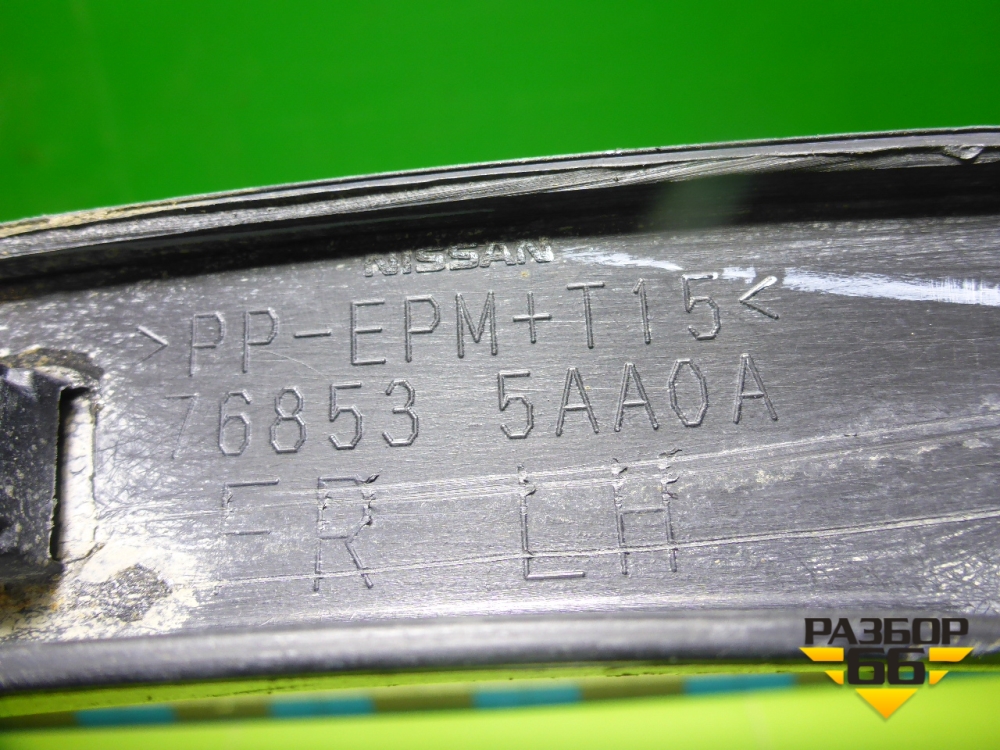 NISSAN
>PP-EPM+T15<
76853 5AA0A
FR LH
РАЗБОР
66